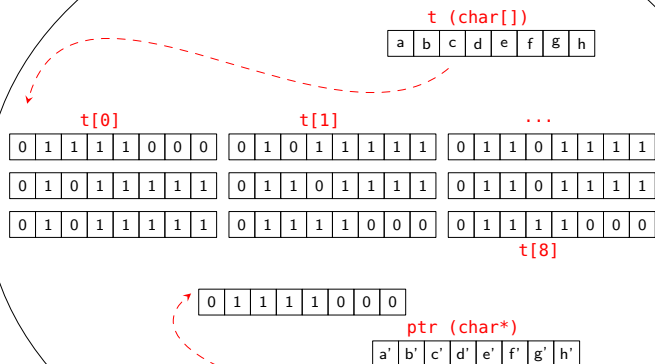 t (char[])
a b c d e f g h
t[0] t[1] ...
0 1 1 1 1 0 0 0 0 1 0 1 1 1 1 1 0 1 1 0 1 1 1 1
0 1 0 1 1 1 1 1 0 1 1 0 1 1 1 1 0 1 1 0 1 1 1 1
0 1 0 1 1 1 1 1 0 1 1 1 1 0 0 0 0 1 1 1 1 0 0 0
t[8]
0 1 1 1 1 0 0 0
ptr (char*)
a' b' c' d' e' f' g' h'